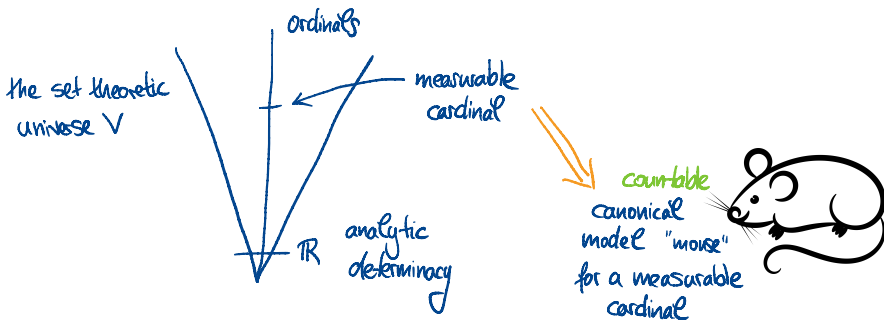 ordinals
the set theoretic
universe V
measurable
cardinal
ℝ
analytic
determinacy
countable
canonical
model "mouse"
for a measurable
cardinal